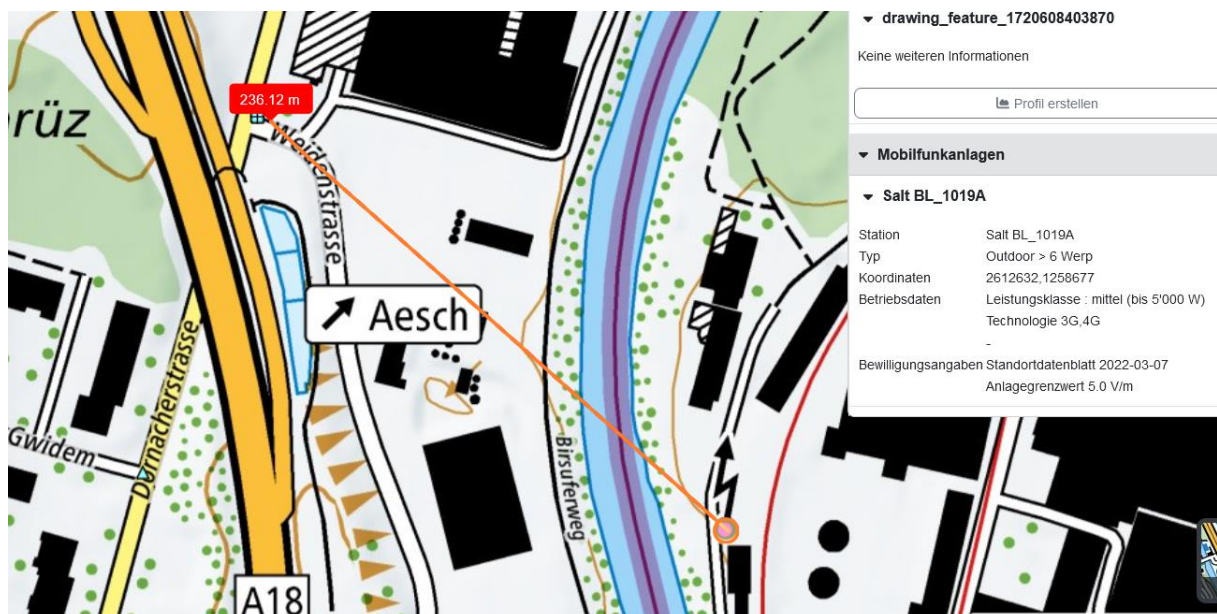 236.12 m
rüz
Weidenstrasse
Aesch
Dornacherstrasse
Gwidem
Birsuferweg
A18
drawing_feature_1720608403870
Keine weiteren Informationen
Profil erstellen
Mobilfunkanlagen
Salt BL_1019A
Station Salt BL_1019A
Typ Outdoor > 6 Werp
Koordinaten 2612632,1258677
Betriebsdaten Leistungsklasse : mittel (bis 5'000 W)
Technologie 3G,4G
-
Bewilligungsangaben Standortdatenblatt 2022-03-07
Anlagegrenzwert 5.0 V/m